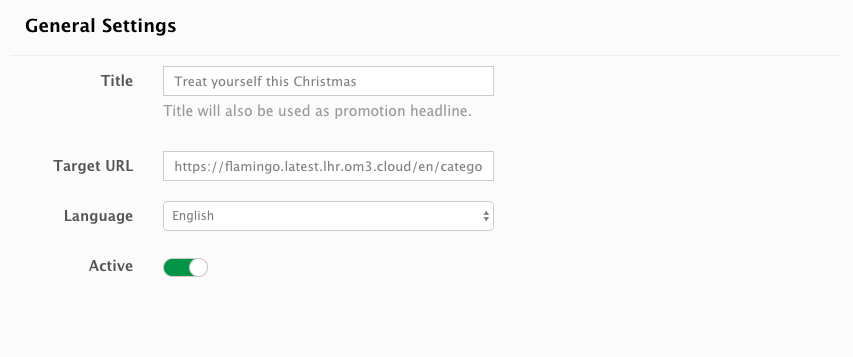 General Settings
Title
Treat yourself this Christmas
Title will also be used as promotion headline.
Target URL
https://flamingo.latest.lhr.om3.cloud/en/catego
Language
English
Active